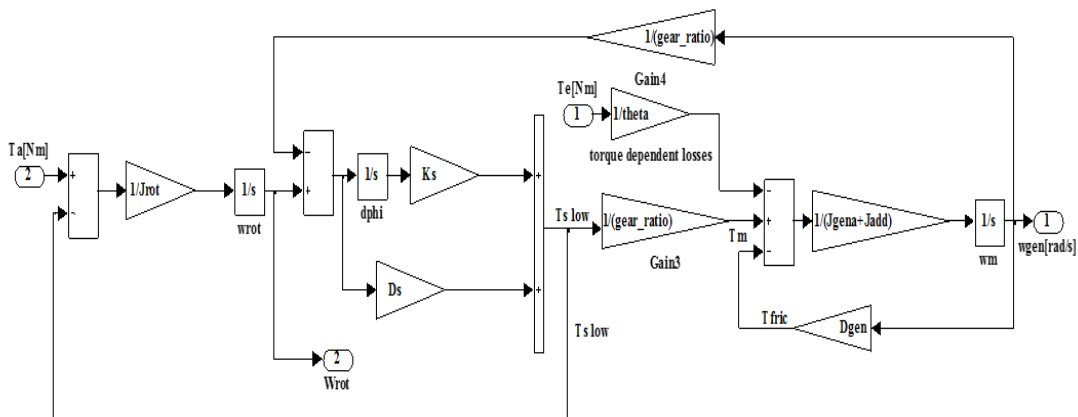 1/(gear_ratio)
Gain4
Te[Nm]
1
1/theta
torque dependent losses
Ta[Nm]
2
+
-
1/Jrot
1/s
wrot
-
+
1/s
dphi
Ks
Ds
+
+
Ts low
1/(gear_ratio)
Gain3
Tm
-
+
-
1/(Jgena+Jadd)
1/s
wm
1
wgen[rad/s]
Tfric
Dgen
Ts low
2
Wrot